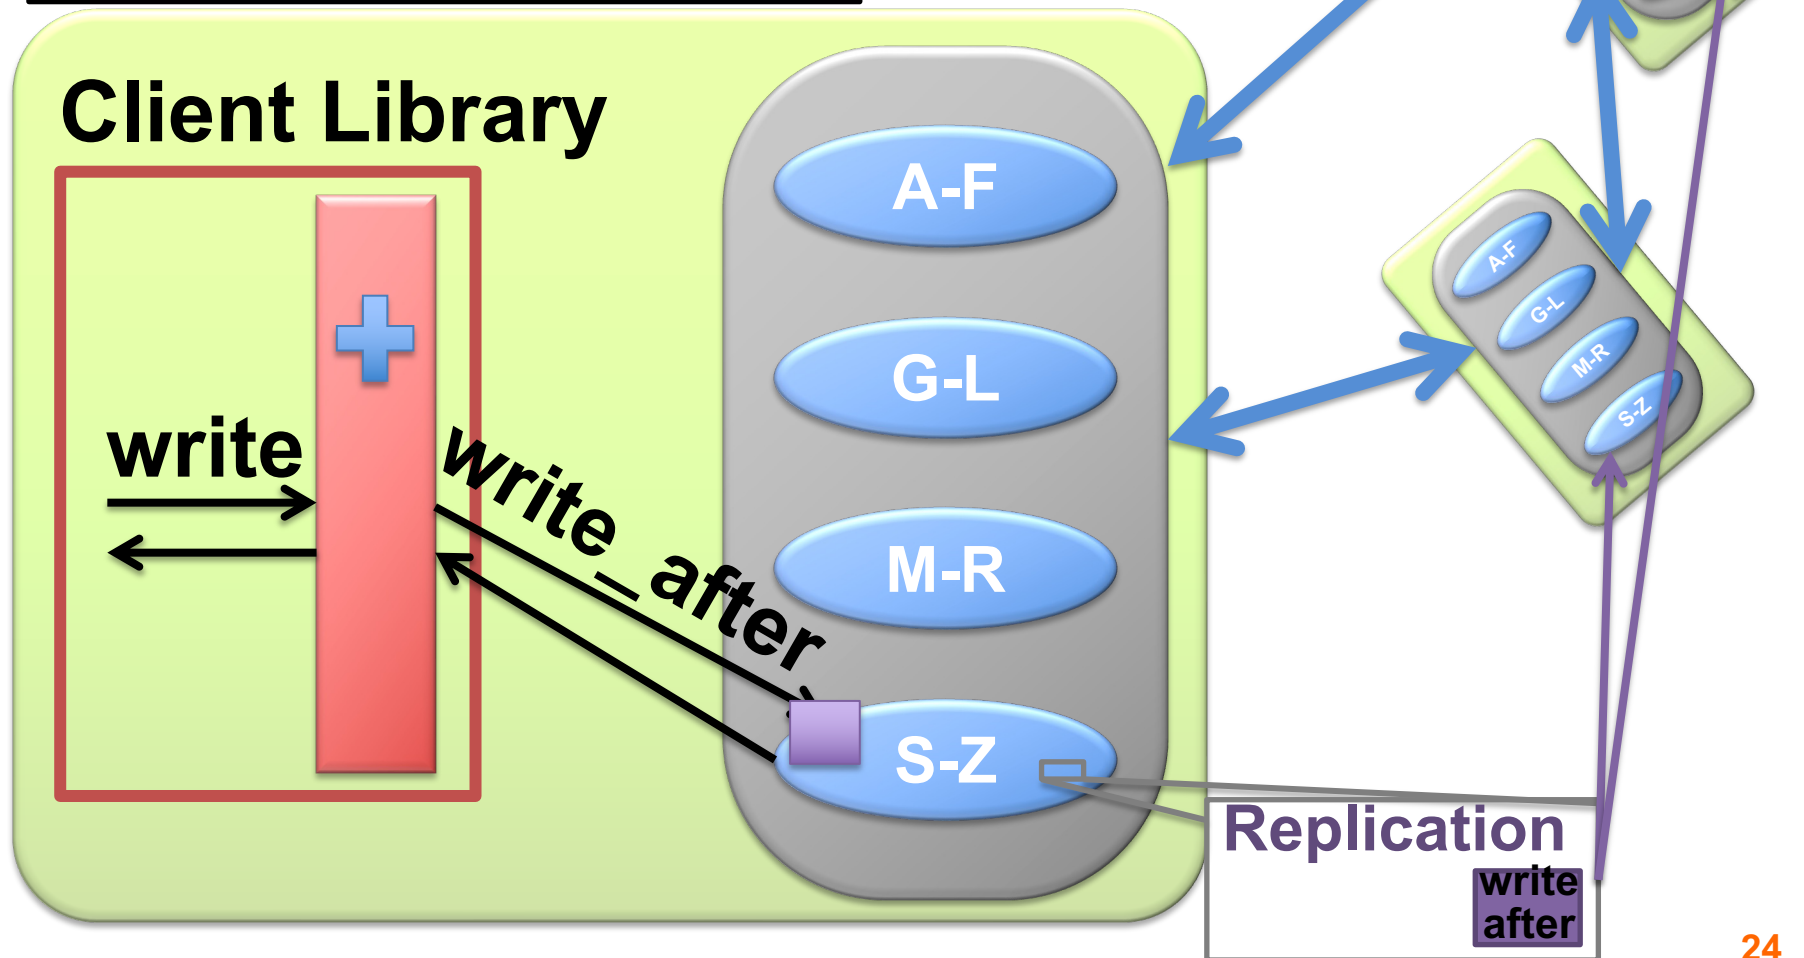 Client Library
A-F
G-L
M-R
S-Z
write
write_after
A-F
G-L
M-R
S-Z
Replication
write
after
24